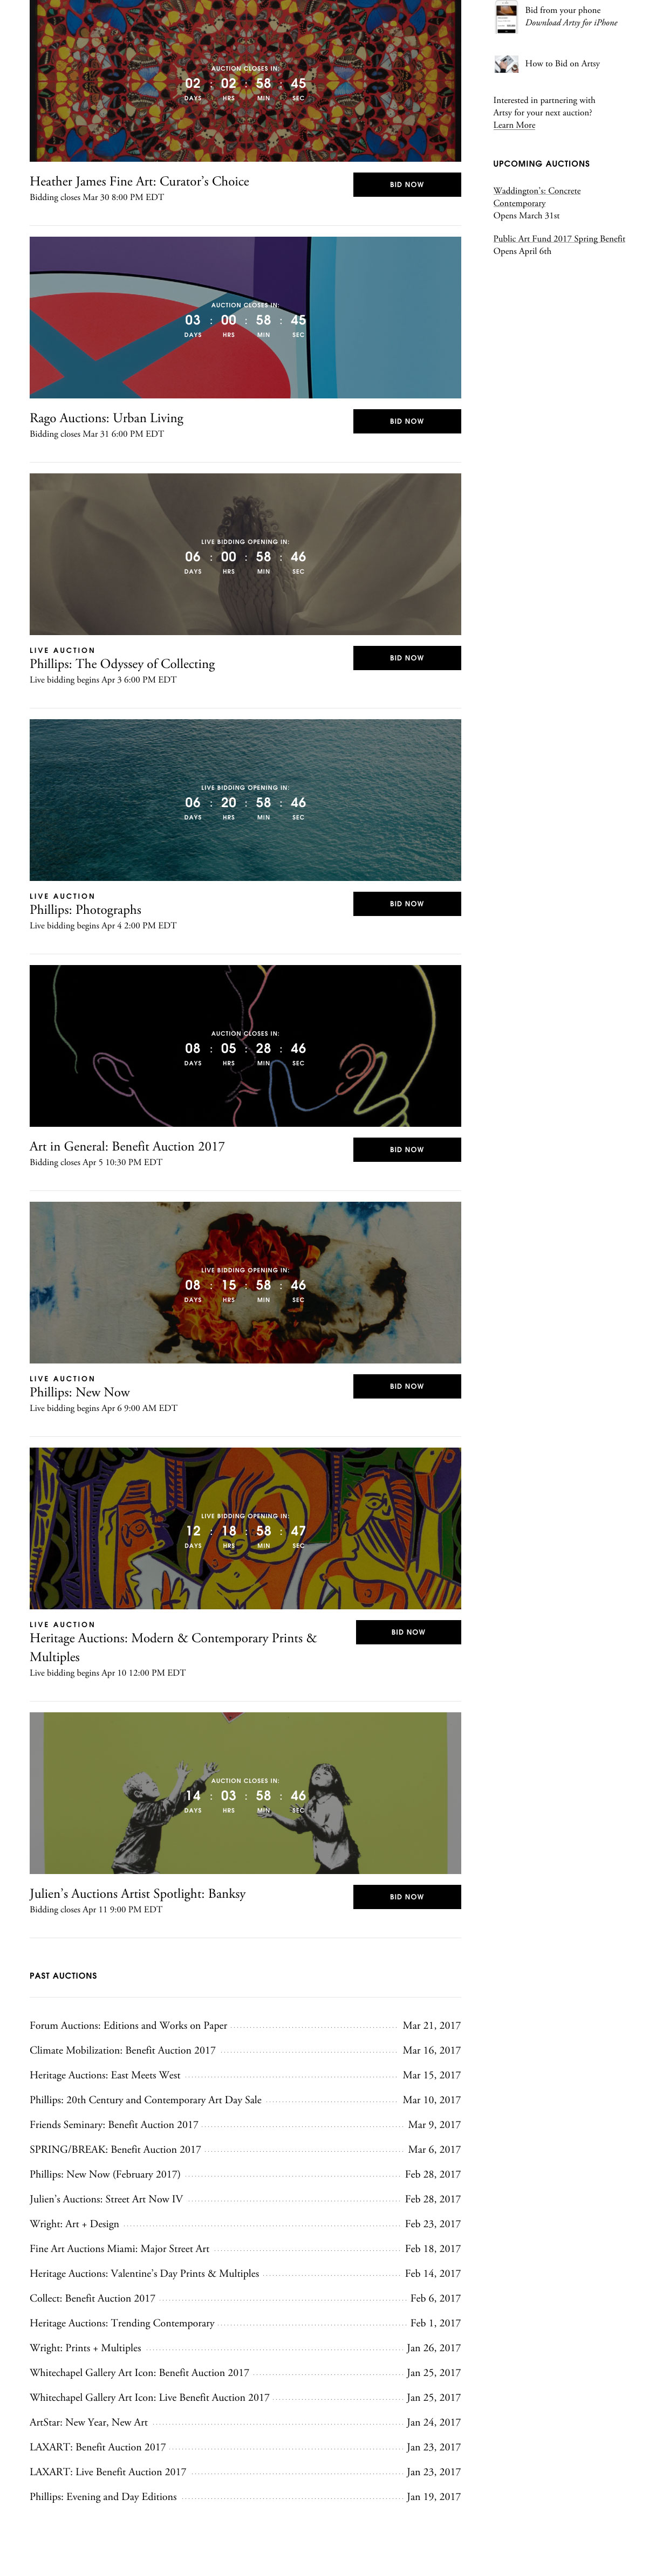 AUCTION CLOSES IN:
02 : 02 : 58 : 45
DAYS HRS MIN SEC
Heather James Fine Art: Curator's Choice
Bidding closes Mar 30 8:00 PM EDT
BID NOW
AUCTION CLOSES IN:
03 : 00 : 58 : 45
DAYS HRS MIN SEC
Rago Auctions: Urban Living
Bidding closes Mar 31 6:00 PM EDT
BID NOW
LIVE BIDDING OPENING IN:
06 : 00 : 58 : 46
DAYS HRS MIN SEC
LIVE AUCTION
Phillips: The Odyssey of Collecting
Live bidding begins Apr 3 6:00 PM EDT
BID NOW
LIVE BIDDING OPENING IN:
06 : 20 : 58 : 46
DAYS HRS MIN SEC
LIVE AUCTION
Phillips: Photographs
Live bidding begins Apr 4 2:00 PM EDT
BID NOW
AUCTION CLOSES IN:
08 : 05 : 28 : 46
DAYS HRS MIN SEC
Art in General: Benefit Auction 2017
Bidding closes Apr 5 10:30 PM EDT
BID NOW
LIVE BIDDING OPENING IN:
08 : 15 : 58 : 46
DAYS HRS MIN SEC
LIVE AUCTION
Phillips: New Now
Live bidding begins Apr 6 9:00 AM EDT
BID NOW
LIVE BIDDING OPENING IN:
12 : 18 : 58 : 47
DAYS HRS MIN SEC
LIVE AUCTION
Heritage Auctions: Modern & Contemporary Prints &
Multiples
Live bidding begins Apr 10 12:00 PM EDT
BID NOW
AUCTION CLOSES IN:
14 : 03 : 58 : 46
DAYS HRS MIN SEC
Julien's Auctions Artist Spotlight: Banksy
Bidding closes Apr 11 9:00 PM EDT
BID NOW
PAST AUCTIONS
Forum Auctions: Editions and Works on Paper Mar 21, 2017
Climate Mobilization: Benefit Auction 2017 Mar 16, 2017
Heritage Auctions: East Meets West Mar 15, 2017
Phillips: 20th Century and Contemporary Art Day Sale Mar 10, 2017
Friends Seminary: Benefit Auction 2017 Mar 9, 2017
SPRING/BREAK: Benefit Auction 2017 Mar 6, 2017
Phillips: New Now (February 2017) Feb 28, 2017
Julien's Auctions: Street Art Now IV Feb 28, 2017
Wright: Art + Design Feb 23, 2017
Fine Art Auctions Miami: Major Street Art Feb 18, 2017
Heritage Auctions: Valentine's Day Prints & Multiples Feb 14, 2017
Collect: Benefit Auction 2017 Feb 6, 2017
Heritage Auctions: Trending Contemporary Feb 1, 2017
Wright: Prints + Multiples Jan 26, 2017
Whitechapel Gallery Art Icon: Benefit Auction 2017 Jan 25, 2017
Whitechapel Gallery Art Icon: Live Benefit Auction 2017 Jan 25, 2017
ArtStar: New Year, New Art Jan 24, 2017
LAXART: Benefit Auction 2017 Jan 23, 2017
LAXART: Live Benefit Auction 2017 Jan 23, 2017
Phillips: Evening and Day Editions Jan 19, 2017
Bid from your phone
Download Artsy for iPhone
How to Bid on Artsy
Interested in partnering with
Artsy for your next auction?
Learn More
UPCOMING AUCTIONS
Waddington's: Concrete
Contemporary
Opens March 31st
Public Art Fund 2017 Spring Benefit
Opens April 6th